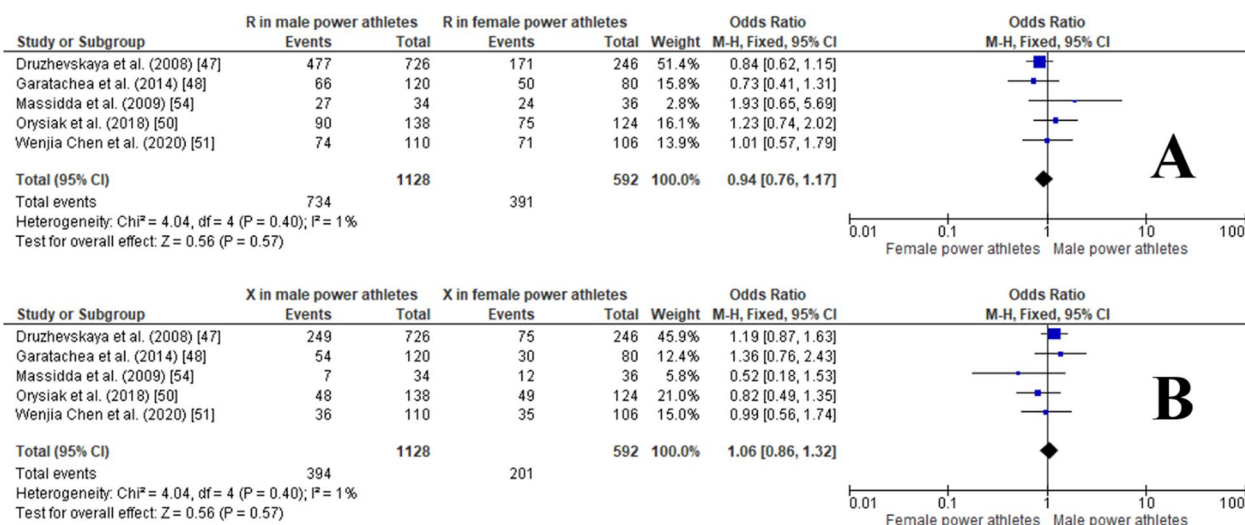 R in male power athletes R in female power athletes Odds Ratio Odds Ratio
Study or Subgroup Events Total Events Total Weight M-H, Fixed, 95% CI M-H, Fixed, 95% CI
Druzhevskaya et al. (2008) [47] 477 726 171 246 51.4% 0.84 [0.62, 1.15]
Garatachea et al. (2014) [48] 66 120 50 80 15.8% 0.73 [0.41, 1.31]
Massidda et al. (2009) [54] 27 34 24 36 2.8% 1.93 [0.65, 5.69]
Orysiak et al. (2018) [50] 90 138 75 124 16.1% 1.23 [0.74, 2.02]
Wenjia Chen et al. (2020) [51] 74 110 71 106 13.9% 1.01 [0.57, 1.79]
A
Total (95% CI) 1128 592 100.0% 0.94 [0.76, 1.17]
Total events 734 391
Heterogeneity: Chi² = 4.04, df = 4 (P = 0.40); I² = 1%
Test for overall effect: Z = 0.56 (P = 0.57)
0.01 0.1 1 10 100
Female power athletes Male power athletes
X in male power athletes X in female power athletes Odds Ratio Odds Ratio
Study or Subgroup Events Total Events Total Weight M-H, Fixed, 95% CI M-H, Fixed, 95% CI
Druzhevskaya et al. (2008) [47] 249 726 75 246 45.9% 1.19 [0.87, 1.63]
Garatachea et al. (2014) [48] 54 120 30 80 12.4% 1.36 [0.76, 2.43]
Massidda et al. (2009) [54] 7 34 12 36 5.8% 0.52 [0.18, 1.53]
Orysiak et al. (2018) [50] 48 138 49 124 21.0% 0.82 [0.49, 1.35]
Wenjia Chen et al. (2020) [51] 36 110 35 106 15.0% 0.99 [0.56, 1.74]
B
Total (95% CI) 1128 592 100.0% 1.06 [0.86, 1.32]
Total events 394 201
Heterogeneity: Chi² = 4.04, df = 4 (P = 0.40); I² = 1%
Test for overall effect: Z = 0.56 (P = 0.57)
0.01 0.1 1 10 100
Female power athletes Male power athletes